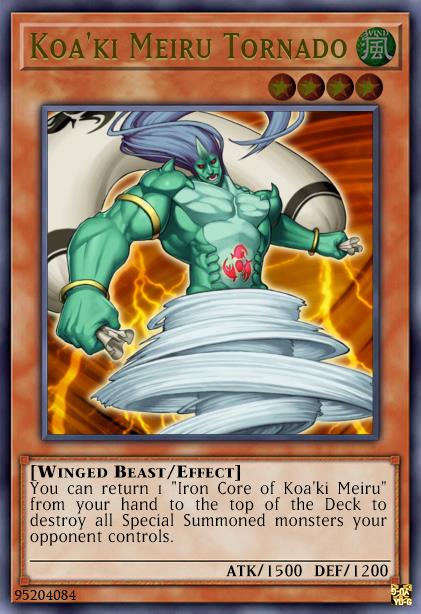 Koa'ki Meiru Tornado
WIND
風
[Winged Beast/Effect]
You can return 1 "Iron Core of Koa'ki Meiru"
from your hand to the top of the Deck to
destroy all Special Summoned monsters your
opponent controls.
ATK/1500 DEF/1200
95204084